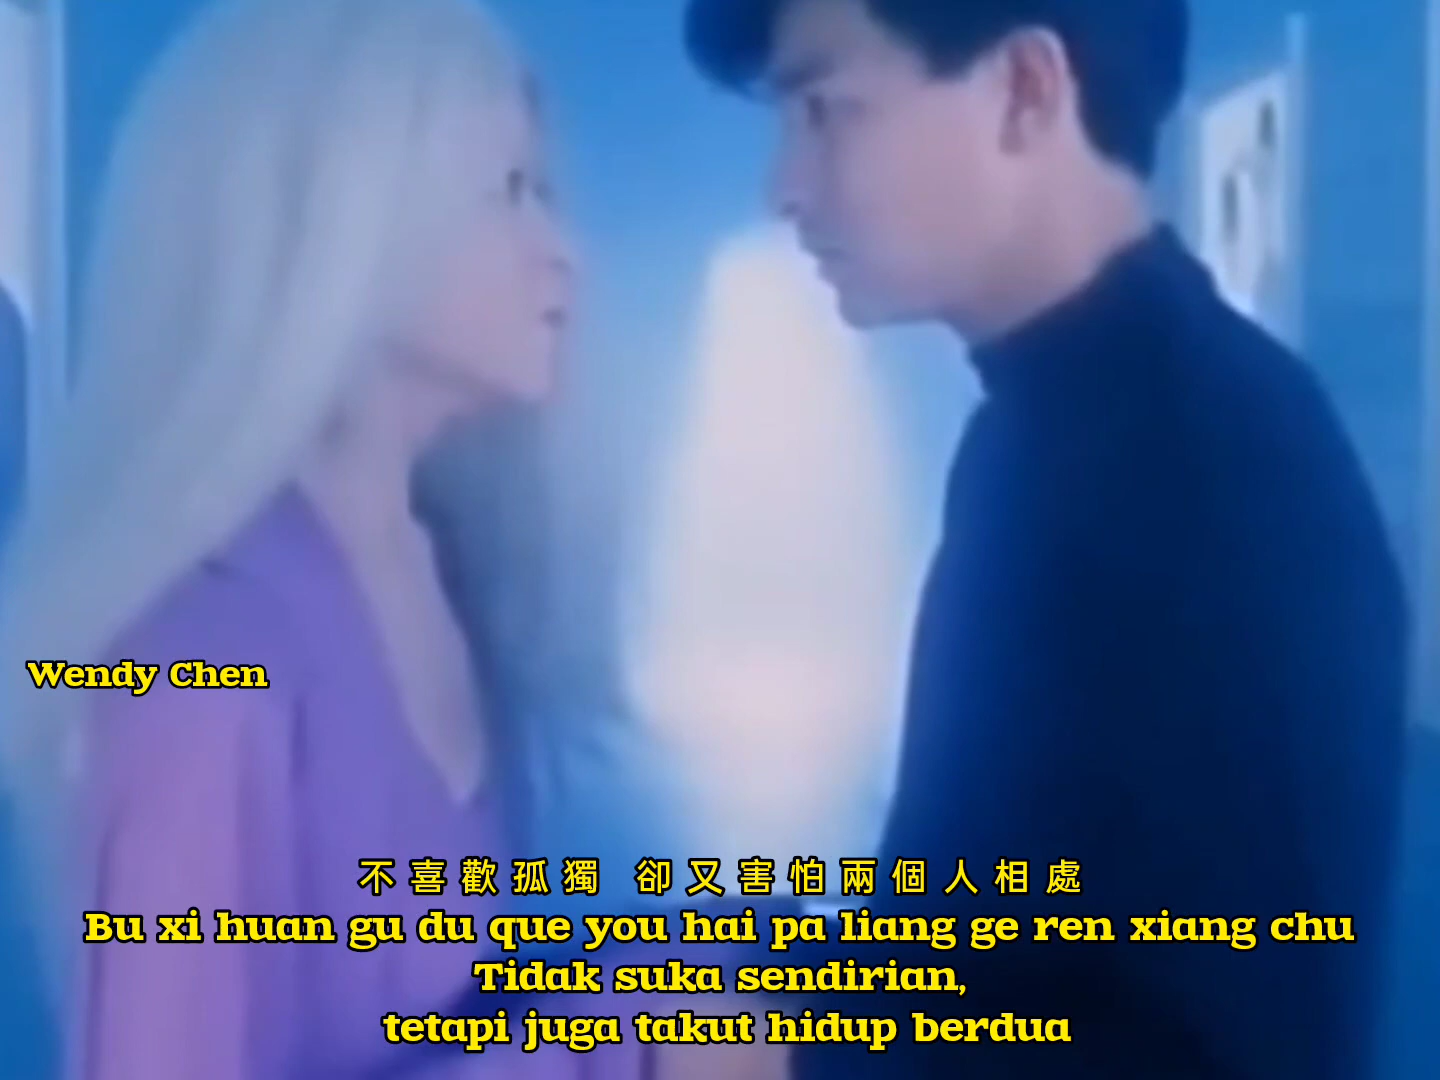 Wendy Chen
不喜歡孤獨 卻又害怕兩個人相處
Bu xi huan gu du que you hai pa liang ge ren xiang chu
Tidak suka sendirian,
tetapi juga takut hidup berdua